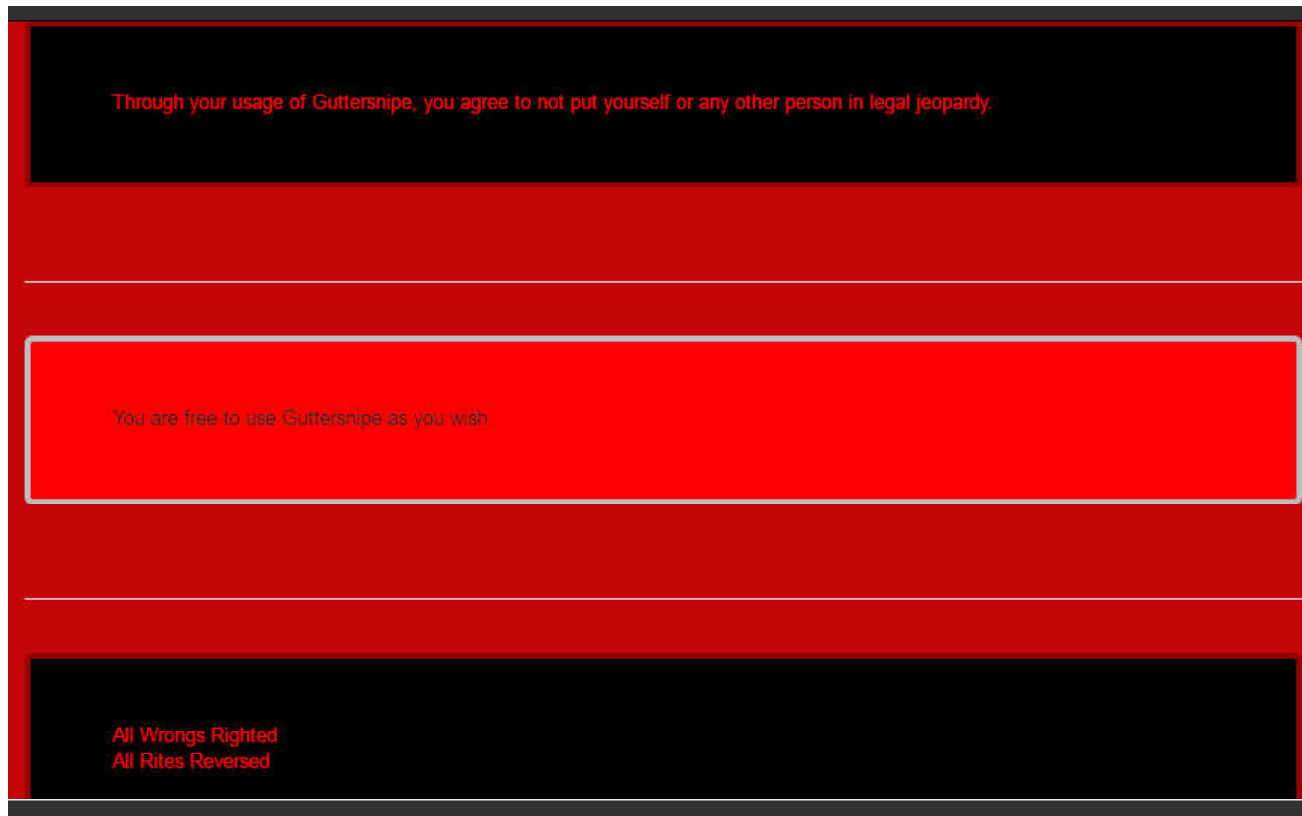 Through your usage of Guttersnipe, you agree to not put yourself or any other person in legal jeopardy.
You are free to use Guttersnipe as you wish.
All Wrongs Righted
All Rites Reversed